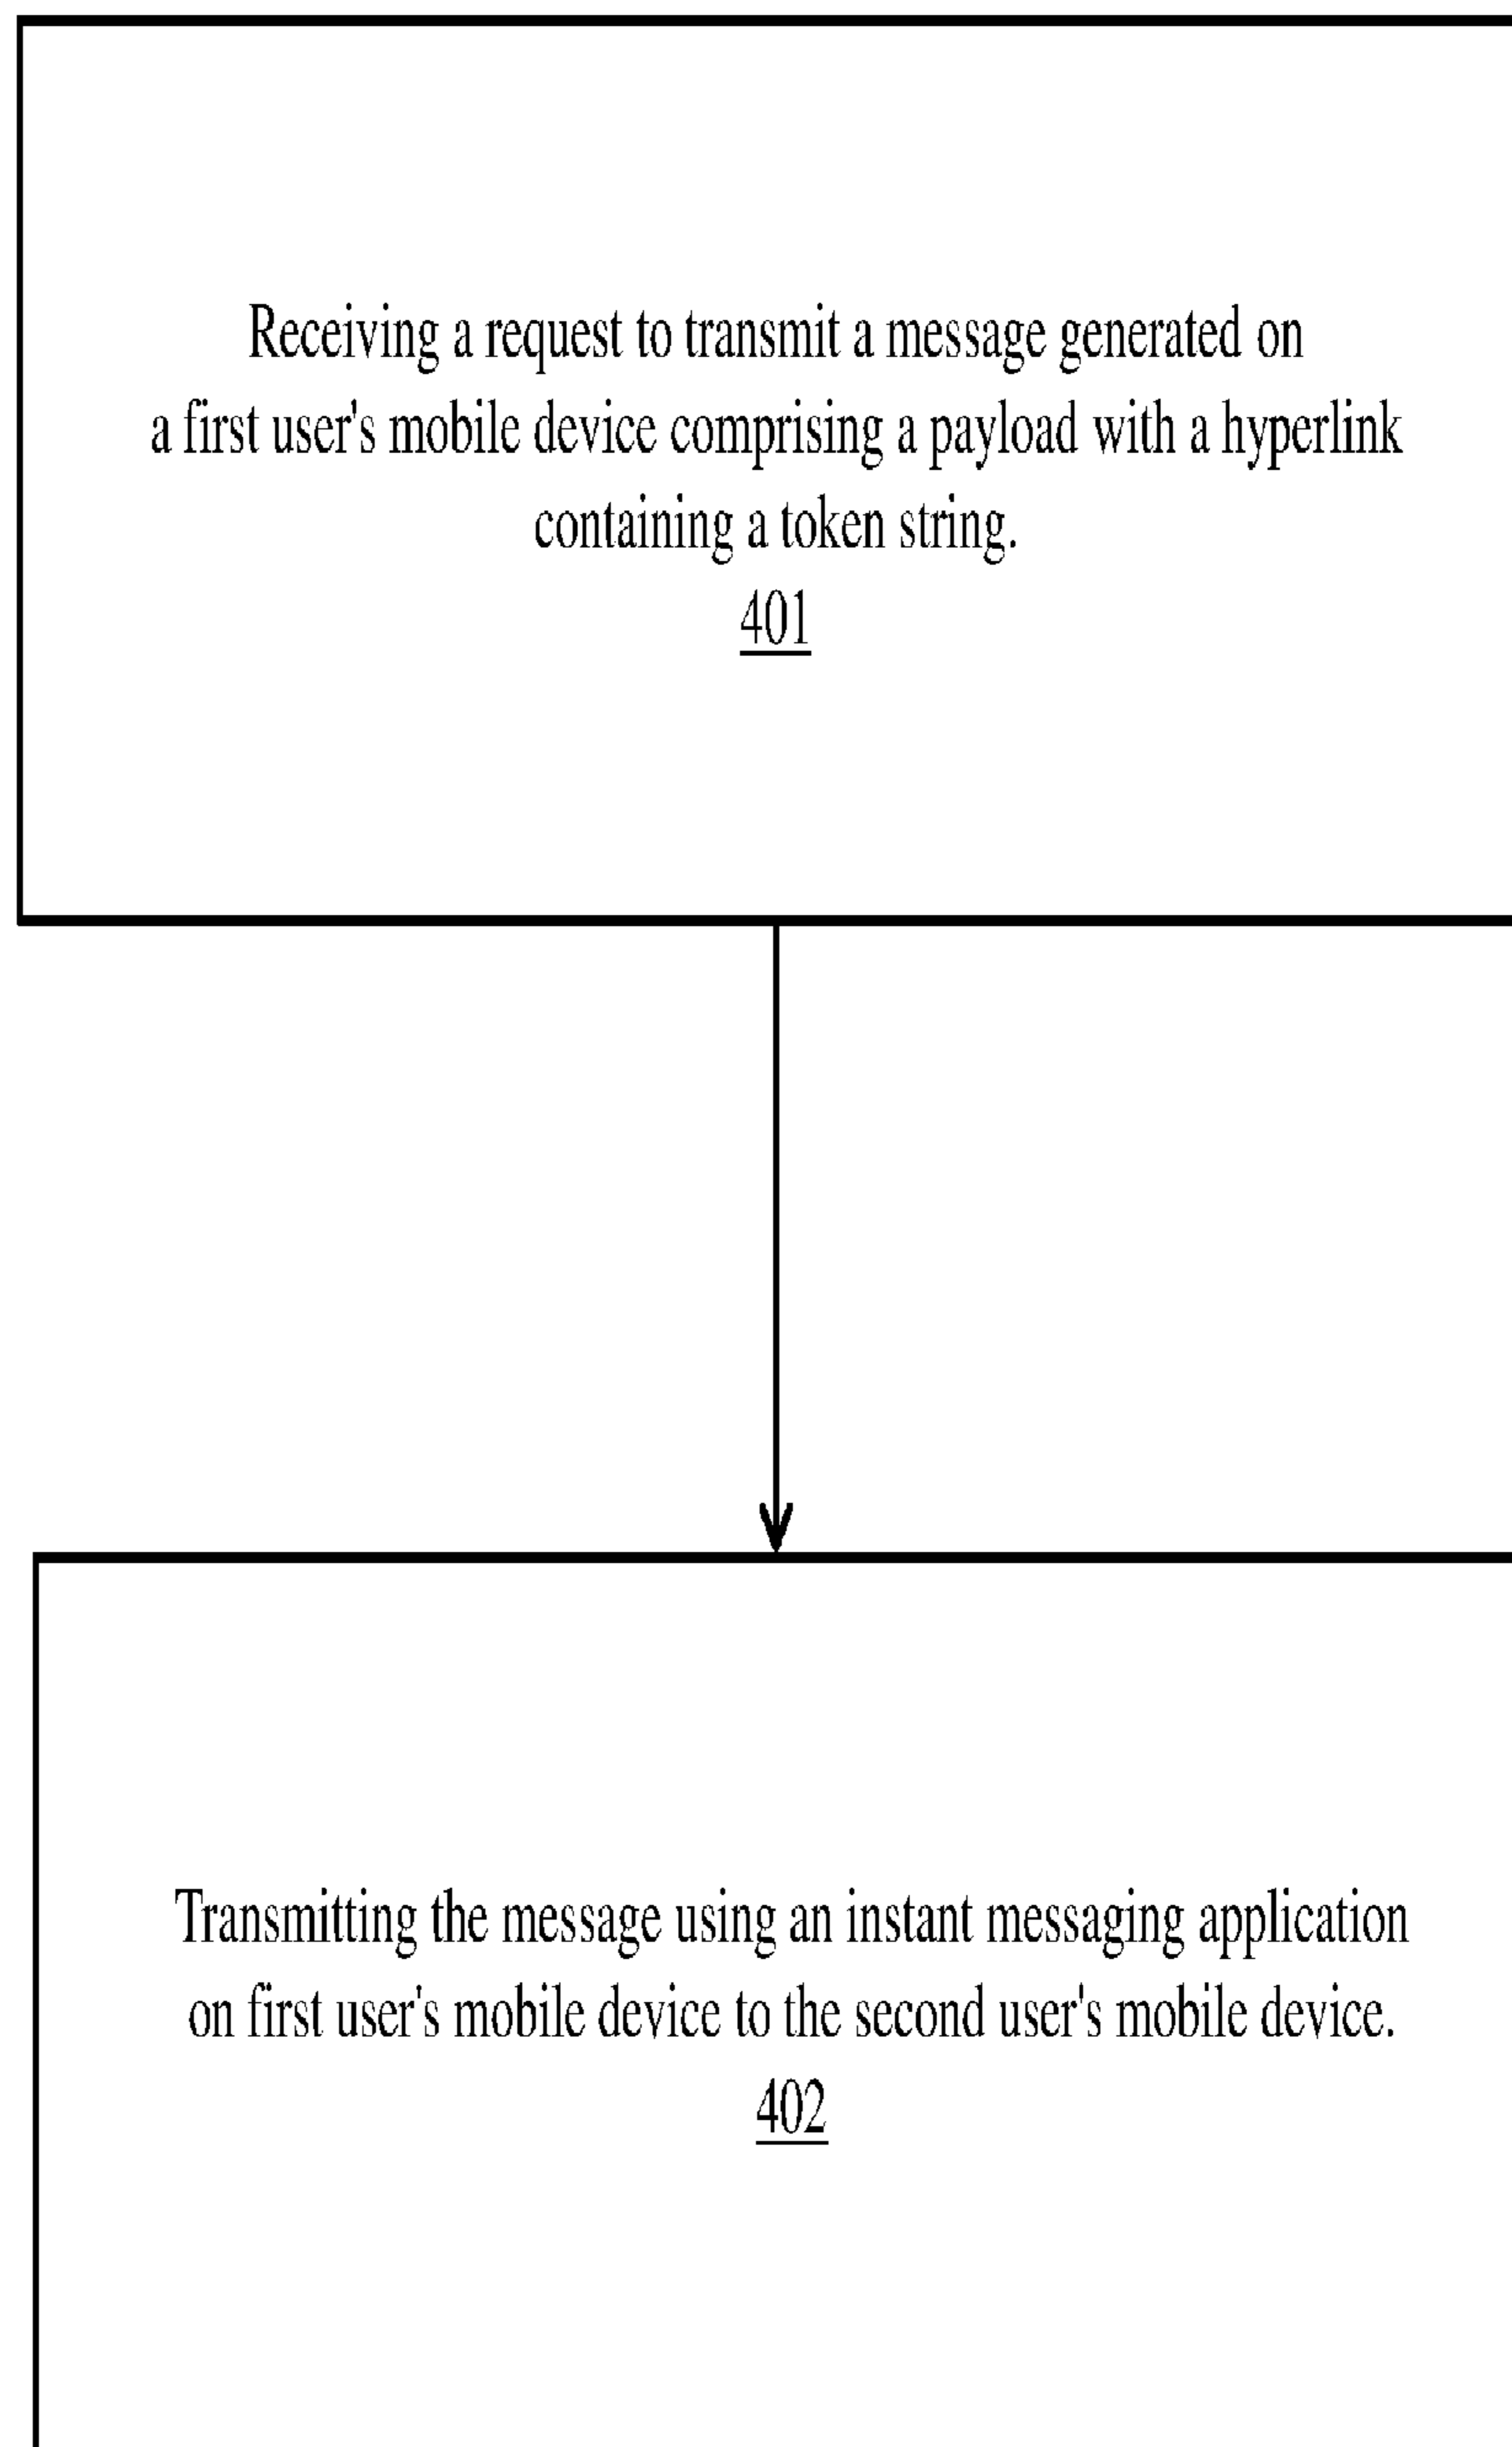 Receiving a request to transmit a message generated on
a first user's mobile device comprising a payload with a hyperlink
containing a token string.
401
Transmitting the message using an instant messaging application
on first user's mobile device to the second user's mobile device.
402